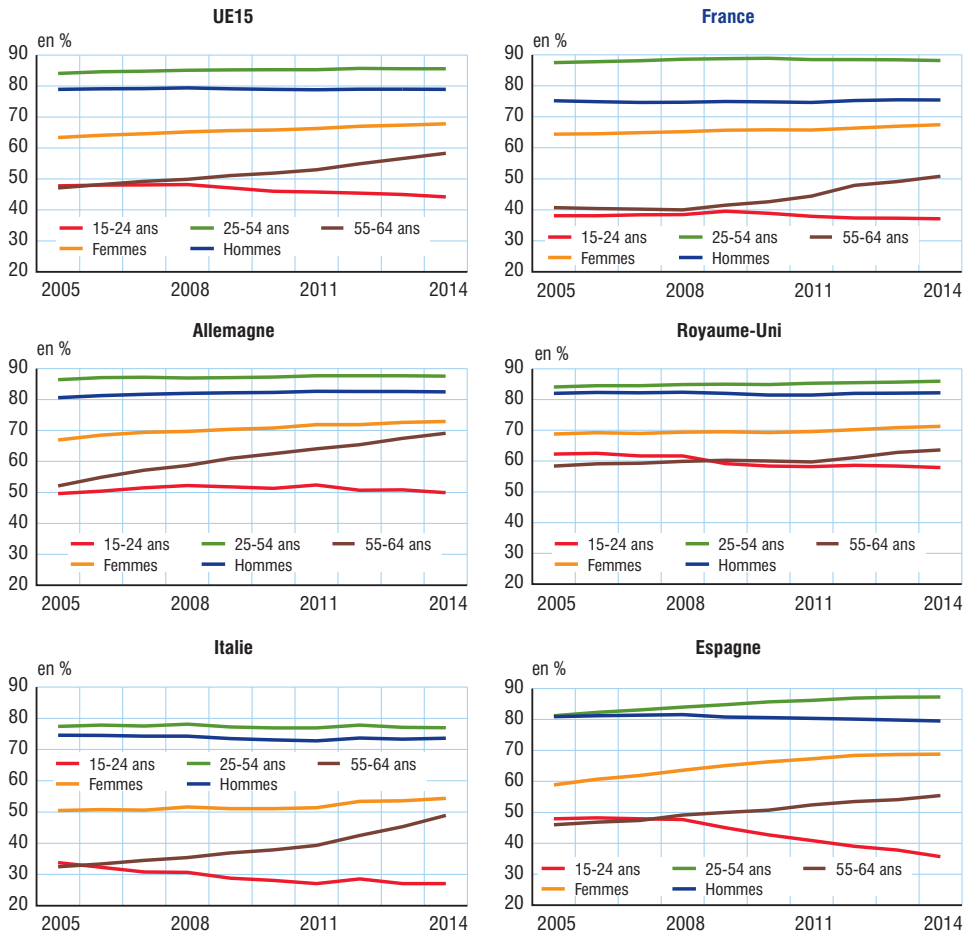 UE15
en %
90
80
70
60
50
40
30
20
15-24 ans 25-54 ans 55-64 ans
Femmes Hommes
2005 2008 2011 2014
France
en %
90
80
70
60
50
40
30
20
15-24 ans 25-54 ans 55-64 ans
Femmes Hommes
2005 2008 2011 2014
Allemagne
en %
90
80
70
60
50
40
30
20
15-24 ans 25-54 ans 55-64 ans
Femmes Hommes
2005 2008 2011 2014
Royaume-Uni
en %
90
80
70
60
50
40
30
20
15-24 ans 25-54 ans 55-64 ans
Femmes Hommes
2005 2008 2011 2014
Italie
en %
90
80
70
60
50
40
30
20
15-24 ans 25-54 ans 55-64 ans
Femmes Hommes
2005 2008 2011 2014
Espagne
en %
90
80
70
60
50
40
30
20
15-24 ans 25-54 ans 55-64 ans
Femmes Hommes
2005 2008 2011 2014